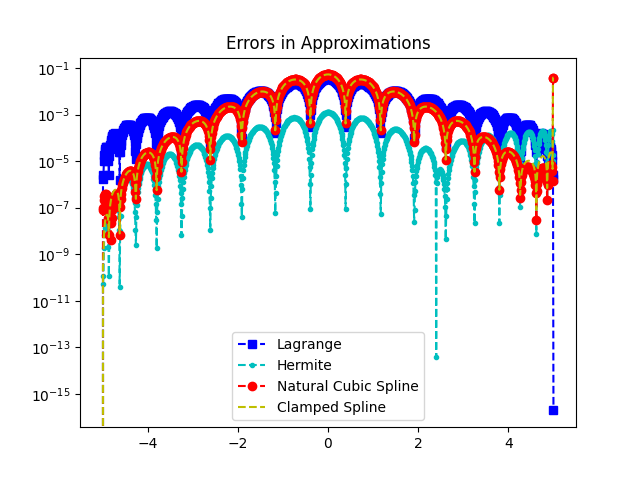 Errors in Approximations
10⁻¹
10⁻³
10⁻⁵
10⁻⁷
10⁻⁹
10⁻¹¹
10⁻¹³
10⁻¹⁵
Lagrange
Hermite
Natural Cubic Spline
Clamped Spline
−4 −2 0 2 4